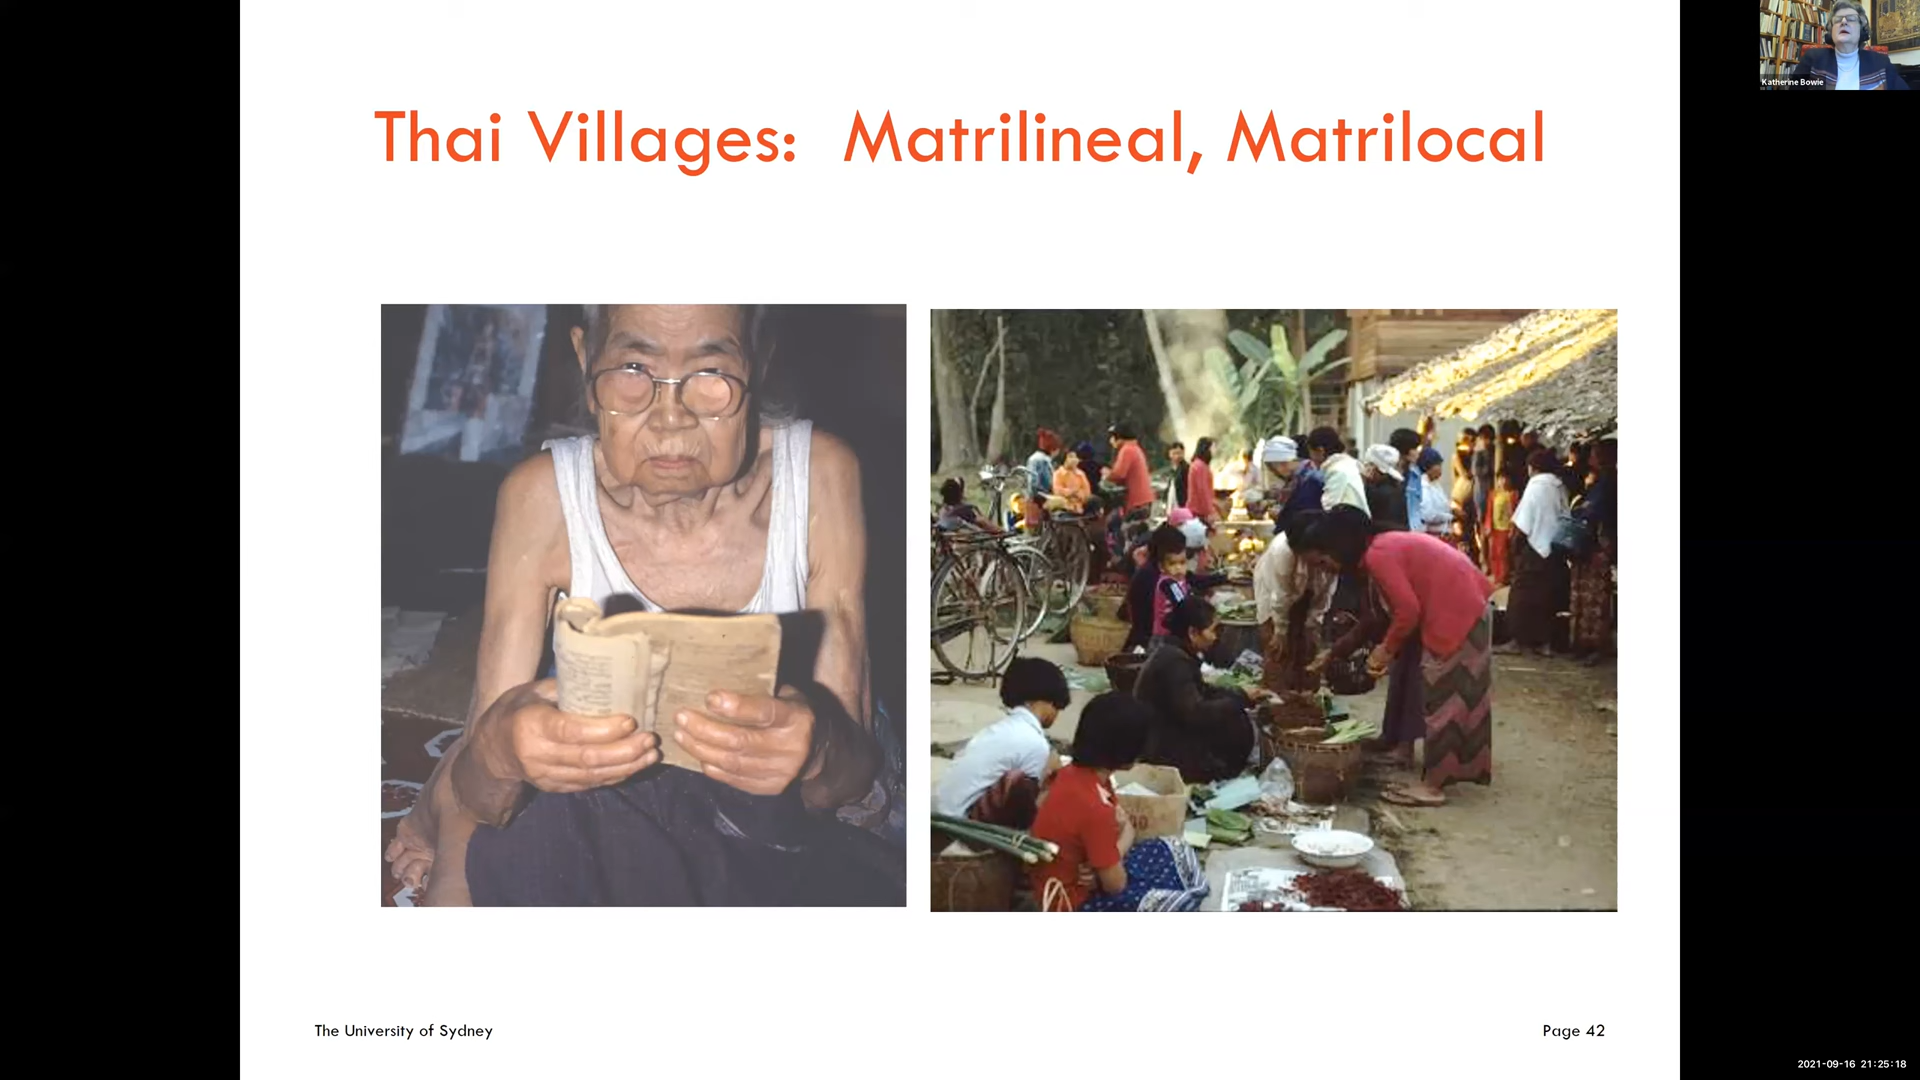 Katherine Bowie
Thai Villages: Matrilineal, Matrilocal
The University of Sydney
Page 42
2021-09-16 21:25:18